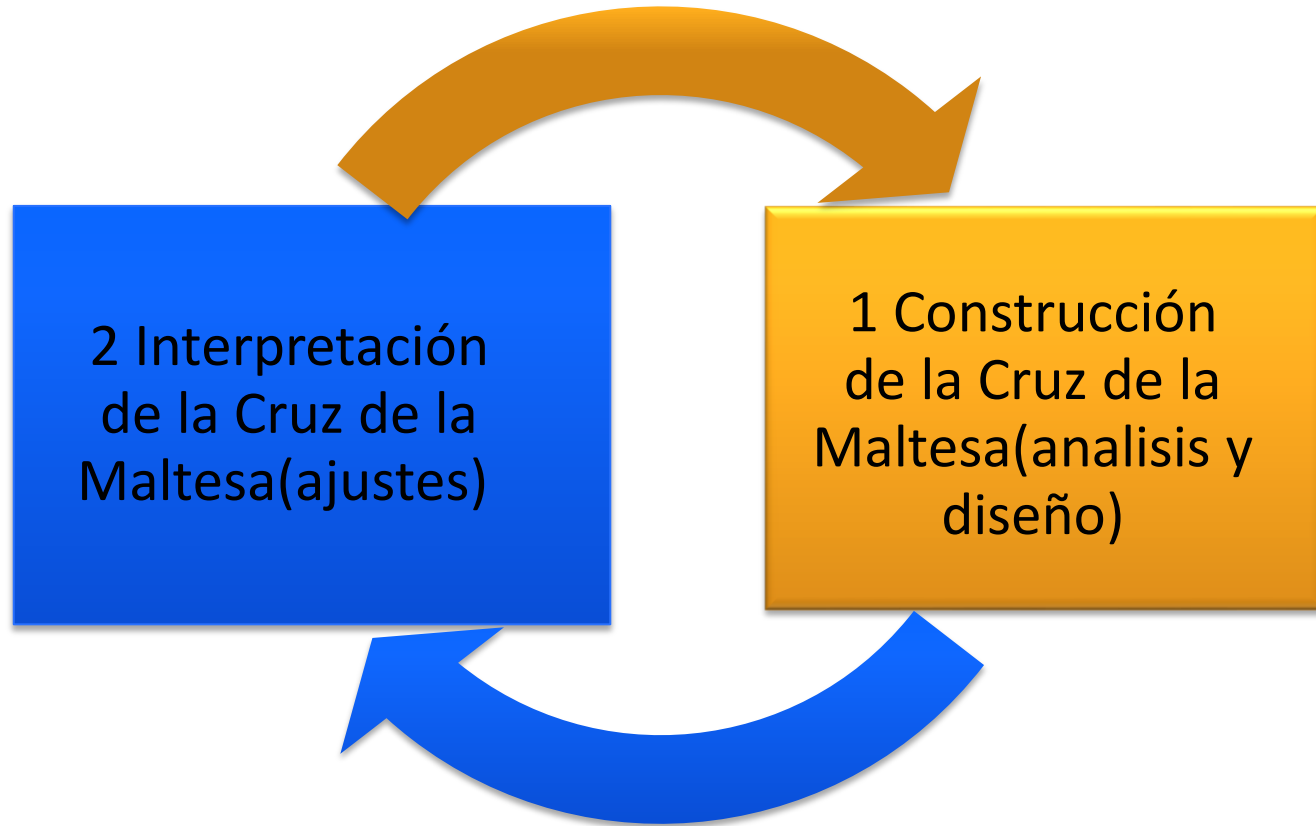 2 Interpretación
de la Cruz de la
Maltesa(ajustes)
1 Construcción
de la Cruz de la
Maltesa(analisis y
diseño)